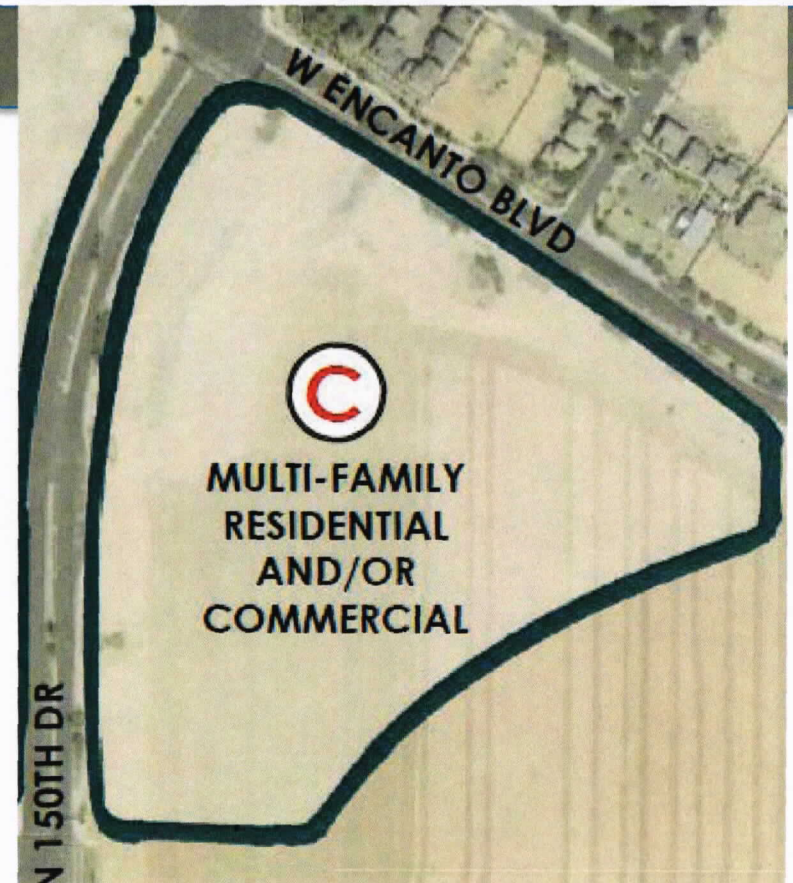 W ENCANTO BLVD
C
MULTI-FAMILY
RESIDENTIAL
AND/OR
COMMERCIAL
N 150TH DR